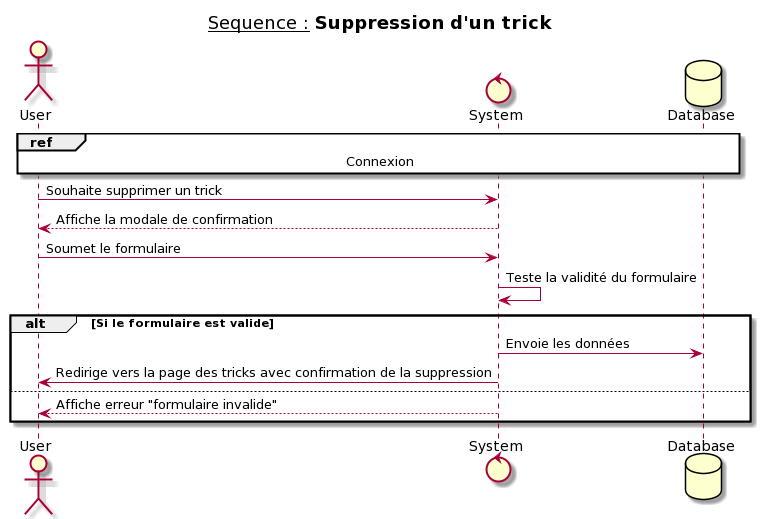 Sequence : Suppression d'un trick
User
System
Database
ref
Connexion
Souhaite supprimer un trick
Affiche la modale de confirmation
Soumet le formulaire
Teste la validité du formulaire
alt [Si le formulaire est valide]
Envoie les données
Redirige vers la page des tricks avec confirmation de la suppression
Affiche erreur "formulaire invalide"
User
System
Database